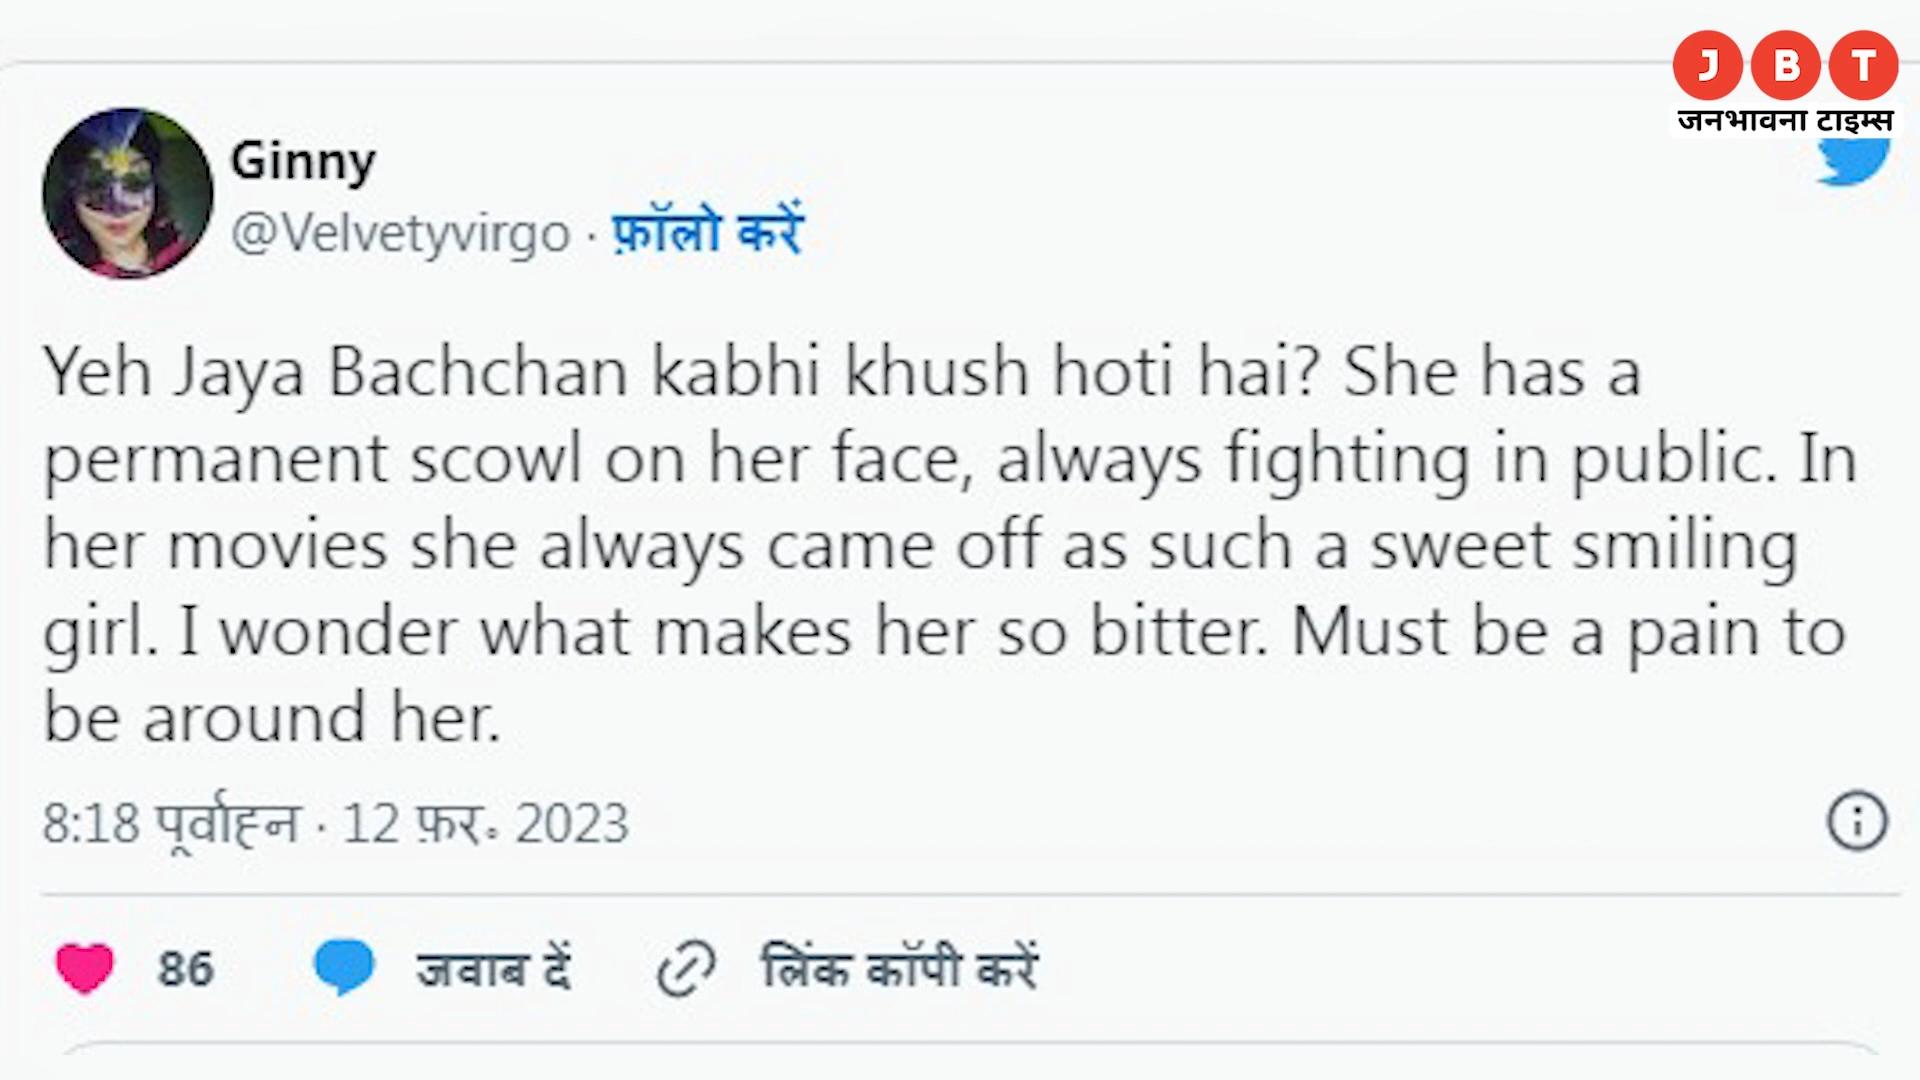 J B T
जनभावना टाइम्स
Ginny
@Velvetyvirgo · फ़ॉलो करें
Yeh Jaya Bachchan kabhi khush hoti hai? She has a
permanent scowl on her face, always fighting in public. In
her movies she always came off as such a sweet smiling
girl. I wonder what makes her so bitter. Must be a pain to
be around her.
8:18 पूर्वाह्न · 12 फ़र॰ 2023
86 जवाब दें लिंक कॉपी करें